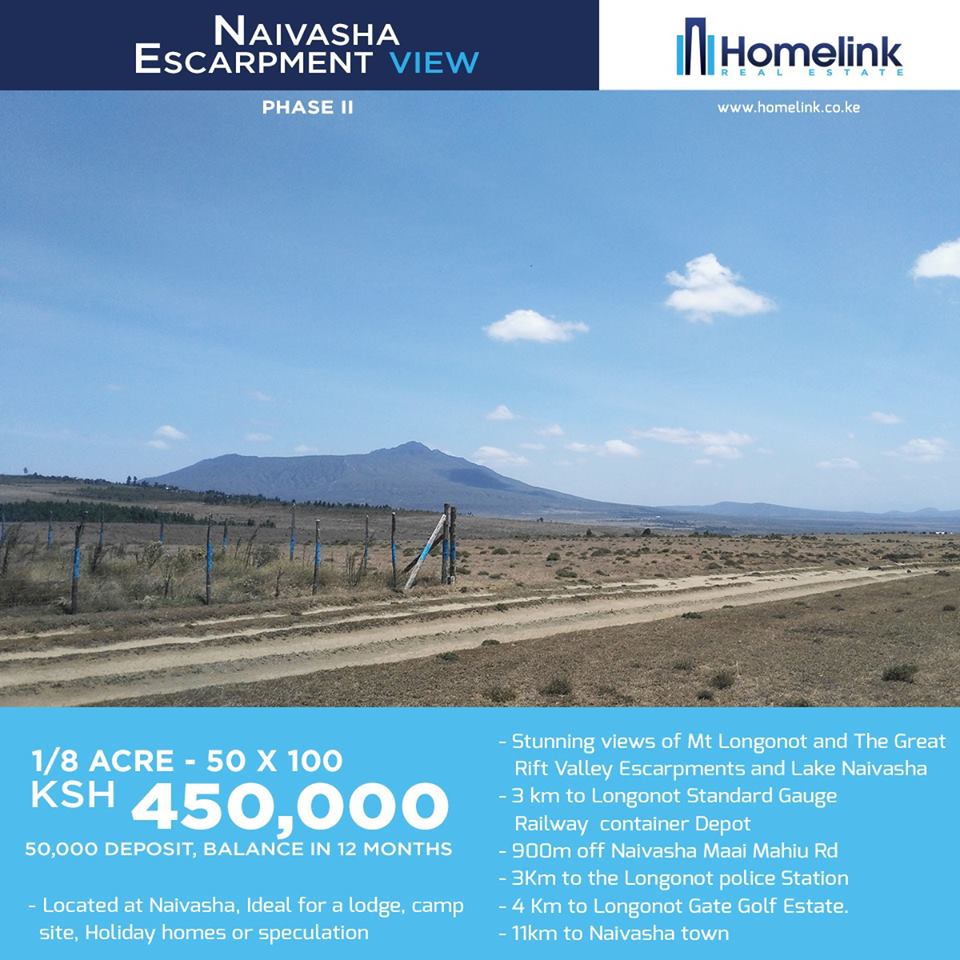 NAIVASHA
ESCARPMENT VIEW
PHASE II
Homelink
REAL ESTATE
www.homelink.co.ke
1/8 ACRE - 50 X 100
KSH 450,000
50,000 DEPOSIT, BALANCE IN 12 MONTHS
- Located at Naivasha, Ideal for a lodge, camp
site, Holiday homes or speculation
- Stunning views of Mt Longonot and The Great
Rift Valley Escarpments and Lake Naivasha
- 3 km to Longonot Standard Gauge
Railway container Depot
- 900m off Naivasha Maai Mahiu Rd
- 3Km to the Longonot police Station
- 4 Km to Longonot Gate Golf Estate.
- 11km to Naivasha town